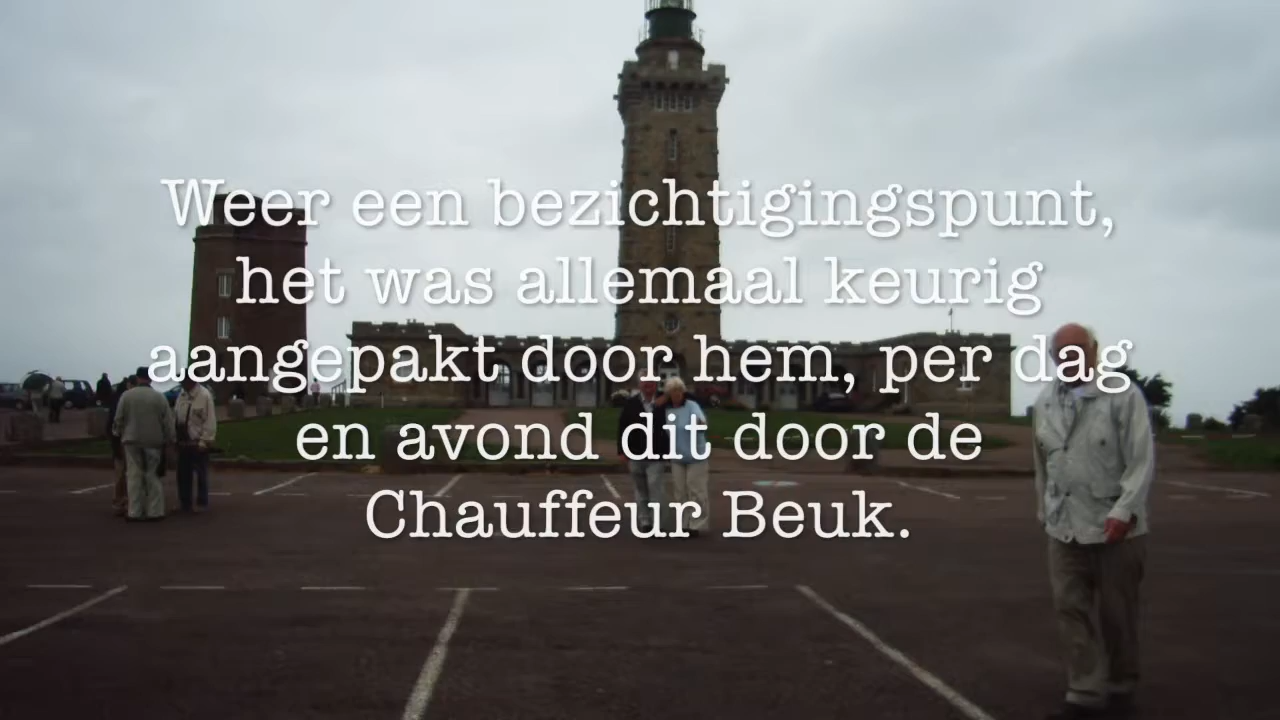 Weer een bezichtigingspunt,
het was allemaal keurig
aangepakt door hem, per dag
en avond dit door de
Chauffeur Beuk.